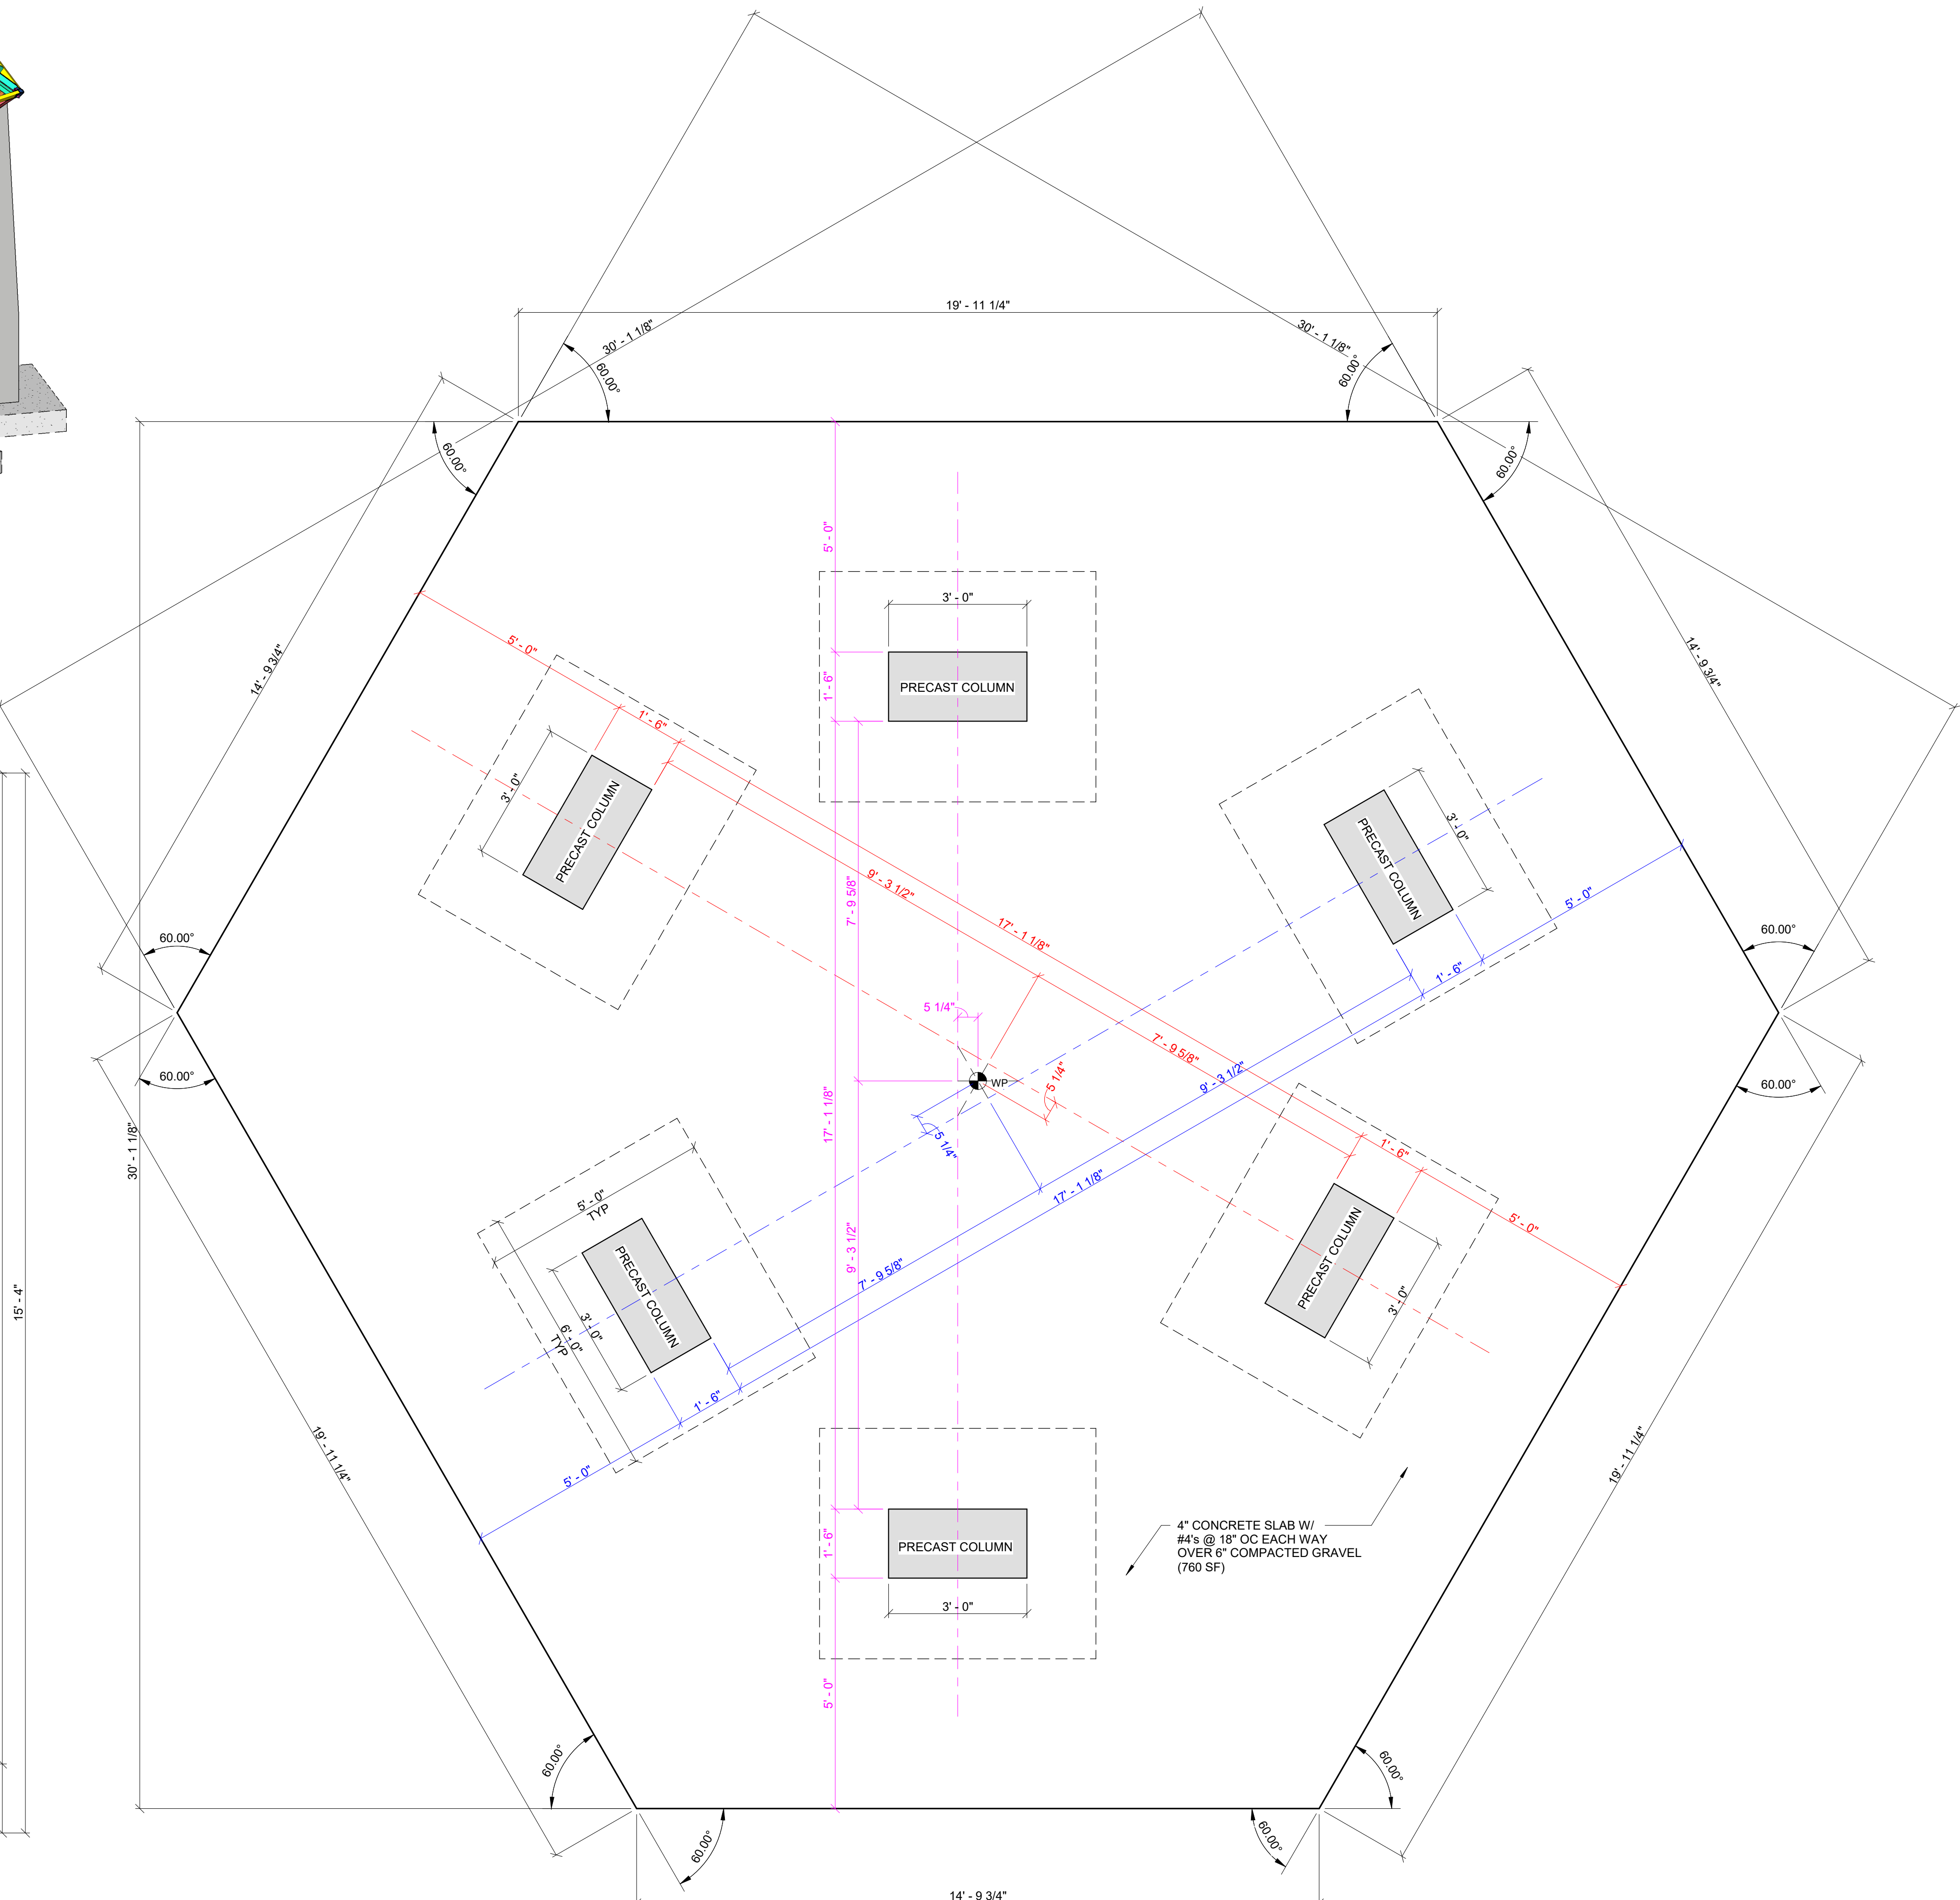 19' - 11 1/4"
30' - 1 1/8"
30' - 1 1/8"
60.00°
60.00°
60.00°
60.00°
5' - 0"
3' - 0"
14' - 9 3/4"
14' - 9 3/4"
5' - 0"
1' - 6"
1' - 6"
PRECAST COLUMN
3' - 0"
PRECAST COLUMN
3' - 0"
PRECAST COLUMN
9' - 3 1/2"
7' - 9 5/8"
17' - 1 1/8"
5' - 0"
1' - 6"
60.00°
60.00°
5 1/4"
7' - 9 5/8"
WP
5 1/4"
9' - 3 1/2"
60.00°
60.00°
30' - 1 1/8"
17' - 1 1/8"
5 1/4"
1' - 6"
17' - 1 1/8"
5' - 0"
TYP
5' - 0"
PRECAST COLUMN
9' - 3 1/2"
7' - 9 5/8"
PRECAST COLUMN
3' - 0"
15' - 4"
3' - 0"
6' - 0"
TYP
1' - 6"
19' - 11 1/4"
5' - 0"
19' - 11 1/4"
4" CONCRETE SLAB W/
#4's @ 18" OC EACH WAY
OVER 6" COMPACTED GRAVEL
(760 SF)
1' - 6"
PRECAST COLUMN
3' - 0"
5' - 0"
60.00°
60.00°
60.00°
60.00°
14' - 9 3/4"